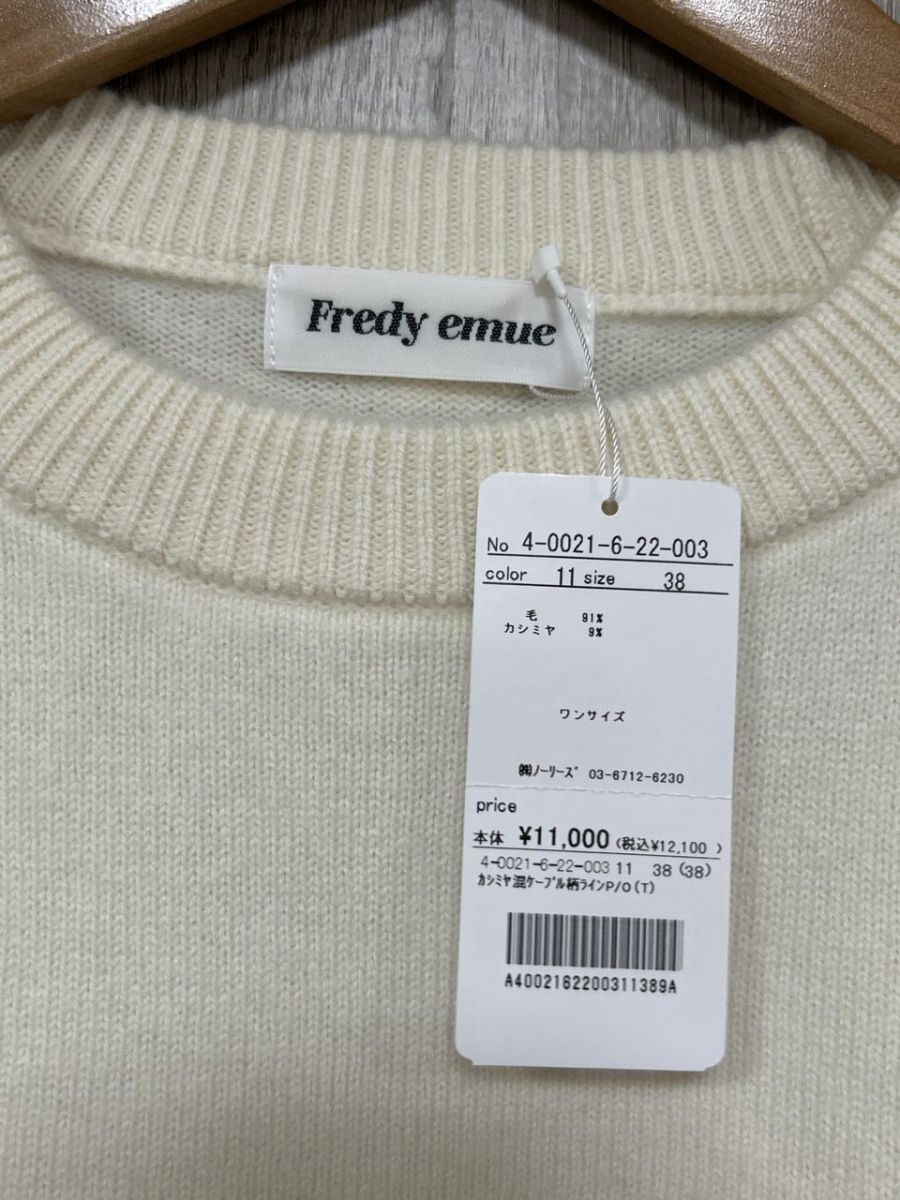 Fredy emue
No 4-0021-6-22-003
color 11 size 38
毛 91%
カシミヤ 9%
ワンサイズ
㈱ノーリーズ 03-6712-6230
price
本体 ¥11,000 (税込¥12,100 )
4-0021-6-22-003 11 38 (38)
カシミヤ混ケーブル柄ラインP/O(T)
A4002162200311389A